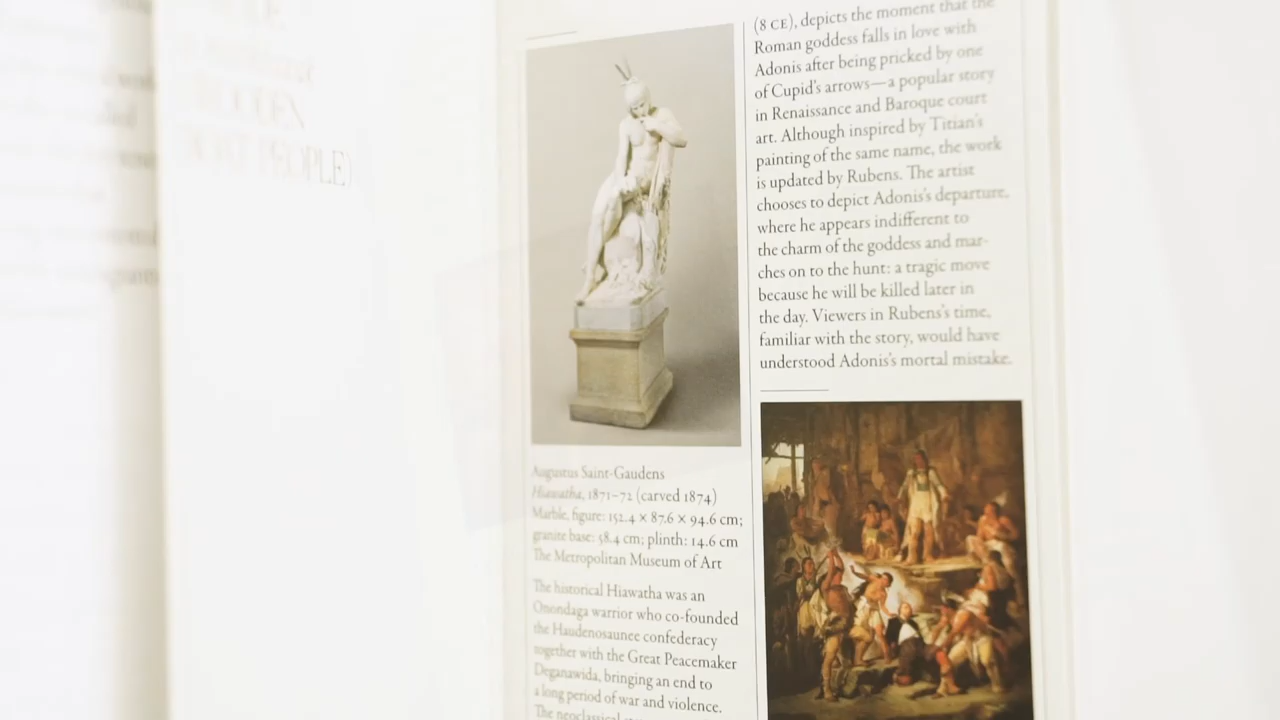 OODEN
PEOPLE)
Augustus Saint-Gaudens
Hiawatha, 1871–72 (carved 1874)
Marble, figure: 152.4 × 87.6 × 94.6 cm;
granite base: 58.4 cm; plinth: 14.6 cm
The Metropolitan Museum of Art
The historical Hiawatha was an
Onondaga warrior who co-founded
the Haudenosaunee confederacy
together with the Great Peacemaker
Deganawida, bringing an end to
a long period of war and violence.
The neoclassical
(8 CE), depicts the moment that the
Roman goddess falls in love with
Adonis after being pricked by one
of Cupid's arrows—a popular story
in Renaissance and Baroque court
art. Although inspired by Titian's
painting of the same name, the work
is updated by Rubens. The artist
chooses to depict Adonis's departure,
where he appears indifferent to
the charm of the goddess and mar-
ches on to the hunt: a tragic move
because he will be killed later in
the day. Viewers in Rubens's time,
familiar with the story, would have
understood Adonis's mortal mistake.